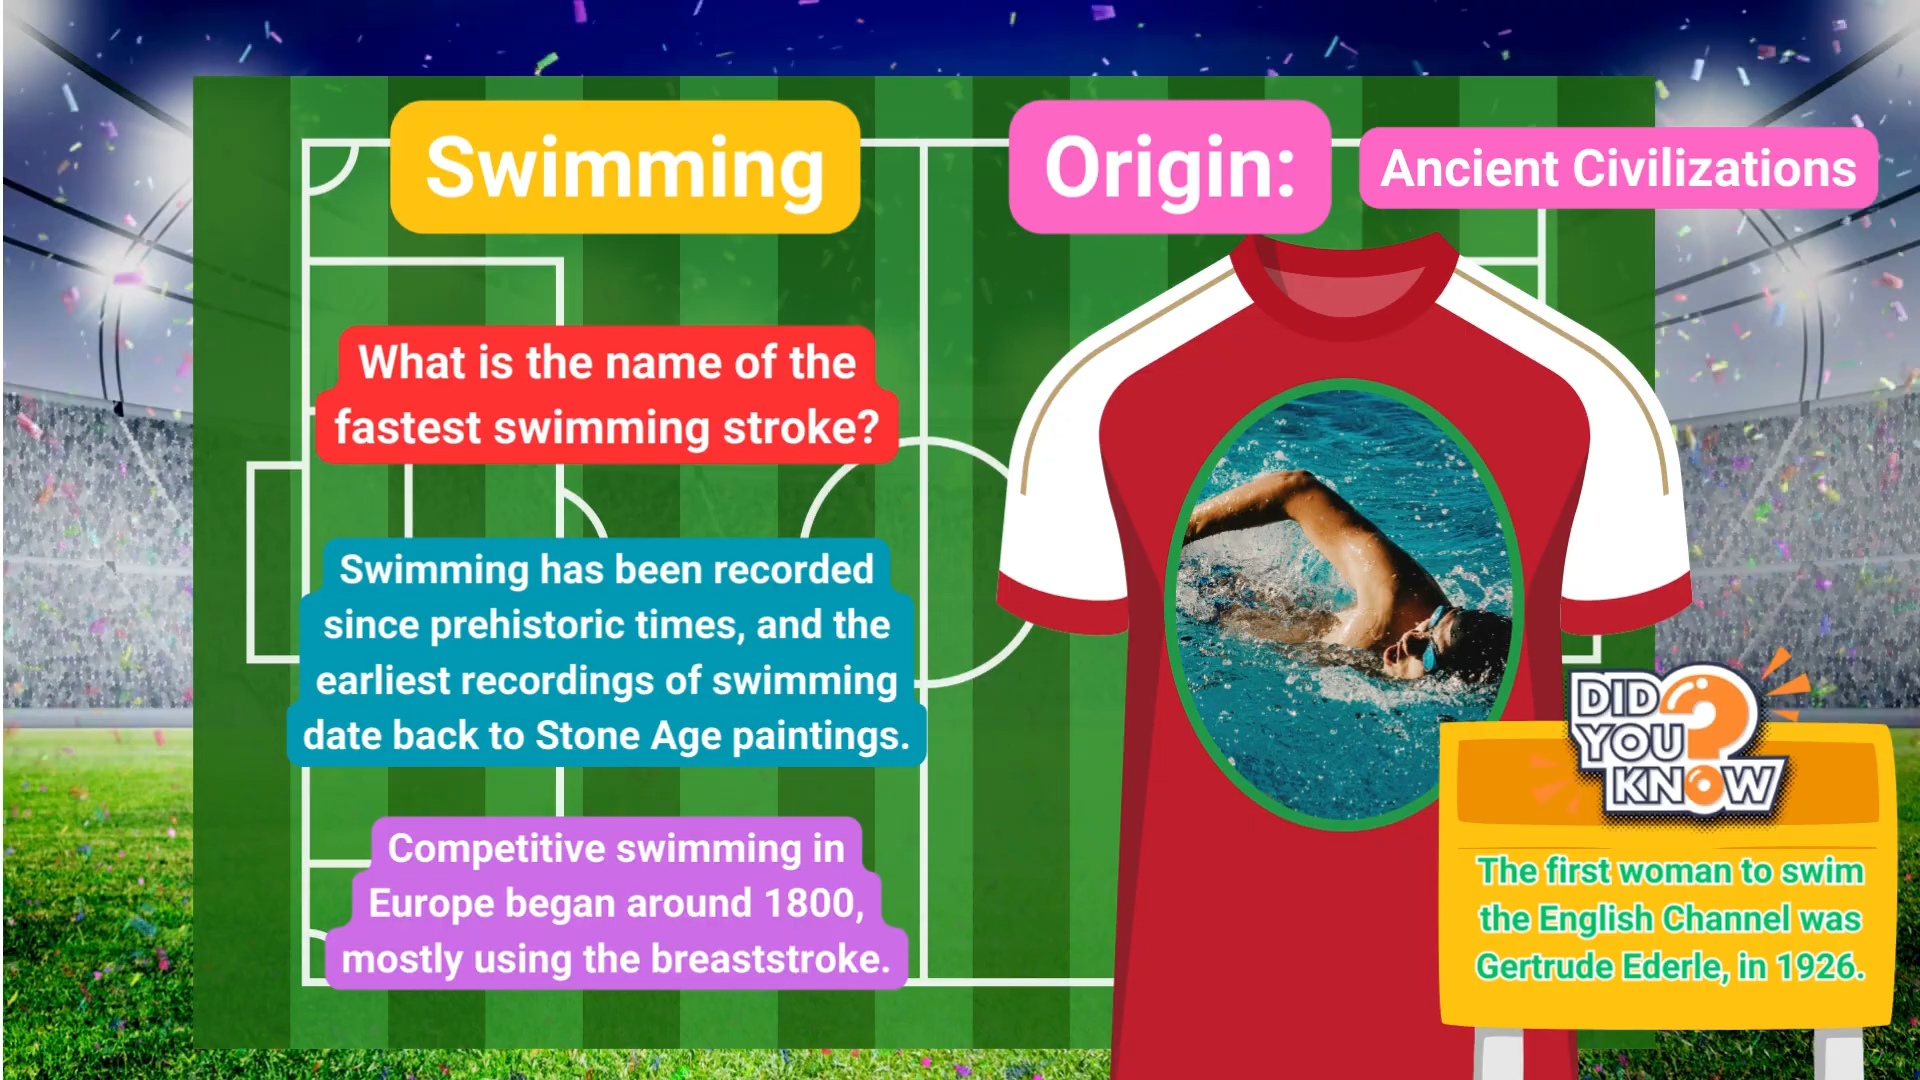 Swimming
Origin:
Ancient Civilizations
What is the name of the
fastest swimming stroke?
Swimming has been recorded
since prehistoric times, and the
earliest recordings of swimming
date back to Stone Age paintings.
Competitive swimming in
Europe began around 1800,
mostly using the breaststroke.
DID
YOU
KNOW
?
The first woman to swim
the English Channel was
Gertrude Ederle, in 1926.